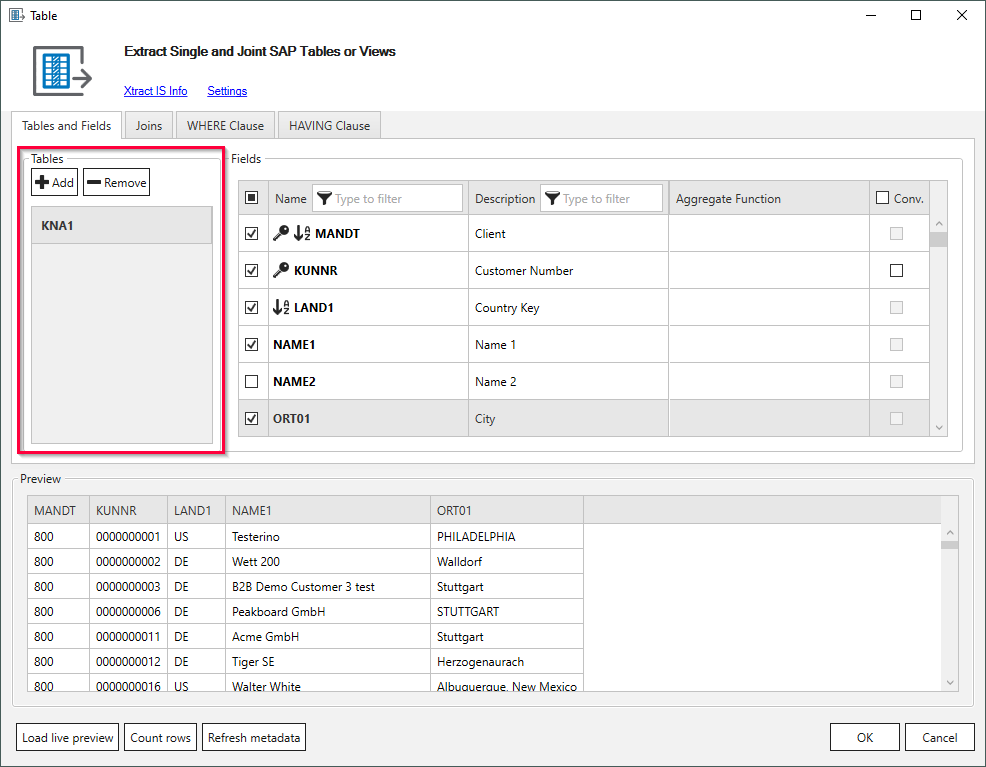 Table
Extract Single and Joint SAP Tables or Views
Xtract IS Info Settings
Tables and Fields Joins WHERE Clause HAVING Clause
Tables
Add Remove
KNA1
Fields
Name Type to filter Description Type to filter Aggregate Function Conv.
MANDT Client
KUNNR Customer Number
LAND1 Country Key
NAME1 Name 1
NAME2 Name 2
ORT01 City
Preview
MANDT KUNNR LAND1 NAME1 ORT01
800 0000000001 US Testerino PHILADELPHIA
800 0000000002 DE Wett 200 Walldorf
800 0000000003 DE B2B Demo Customer 3 test Stuttgart
800 0000000006 DE Peakboard GmbH STUTTGART
800 0000000011 DE Acme GmbH Stuttgart
800 0000000012 DE Tiger SE Herzogenaurach
800 0000000016 US Walter White Albuquerque, New Mexico
Load live preview Count rows Refresh metadata OK Cancel